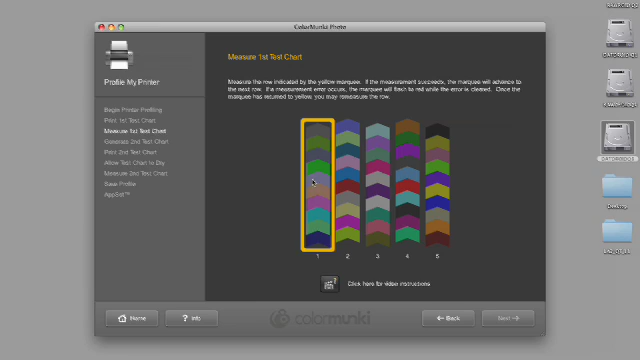 ColorMunki Photo
Profile My Printer
Begin Printer Profiling
Print 1st Test Chart
Measure 1st Test Chart
Generate 2nd Test Chart
Print 2nd Test Chart
Allow Test Chart to Dry
Measure 2nd Test Chart
Save Profile
AppSet™
Measure 1st Test Chart
Measure the row indicated by the yellow marquee. If the measurement succeeds, the marquee will advance to
the next row. If a measurement error occurs, the marquee will flash to red while the error is cleared. Once the
marquee has returned to yellow, you may remeasure the row.
1 2 3 4 5
Click here for video instructions
Home
? Info
colormunki
Back
Next
Desktop